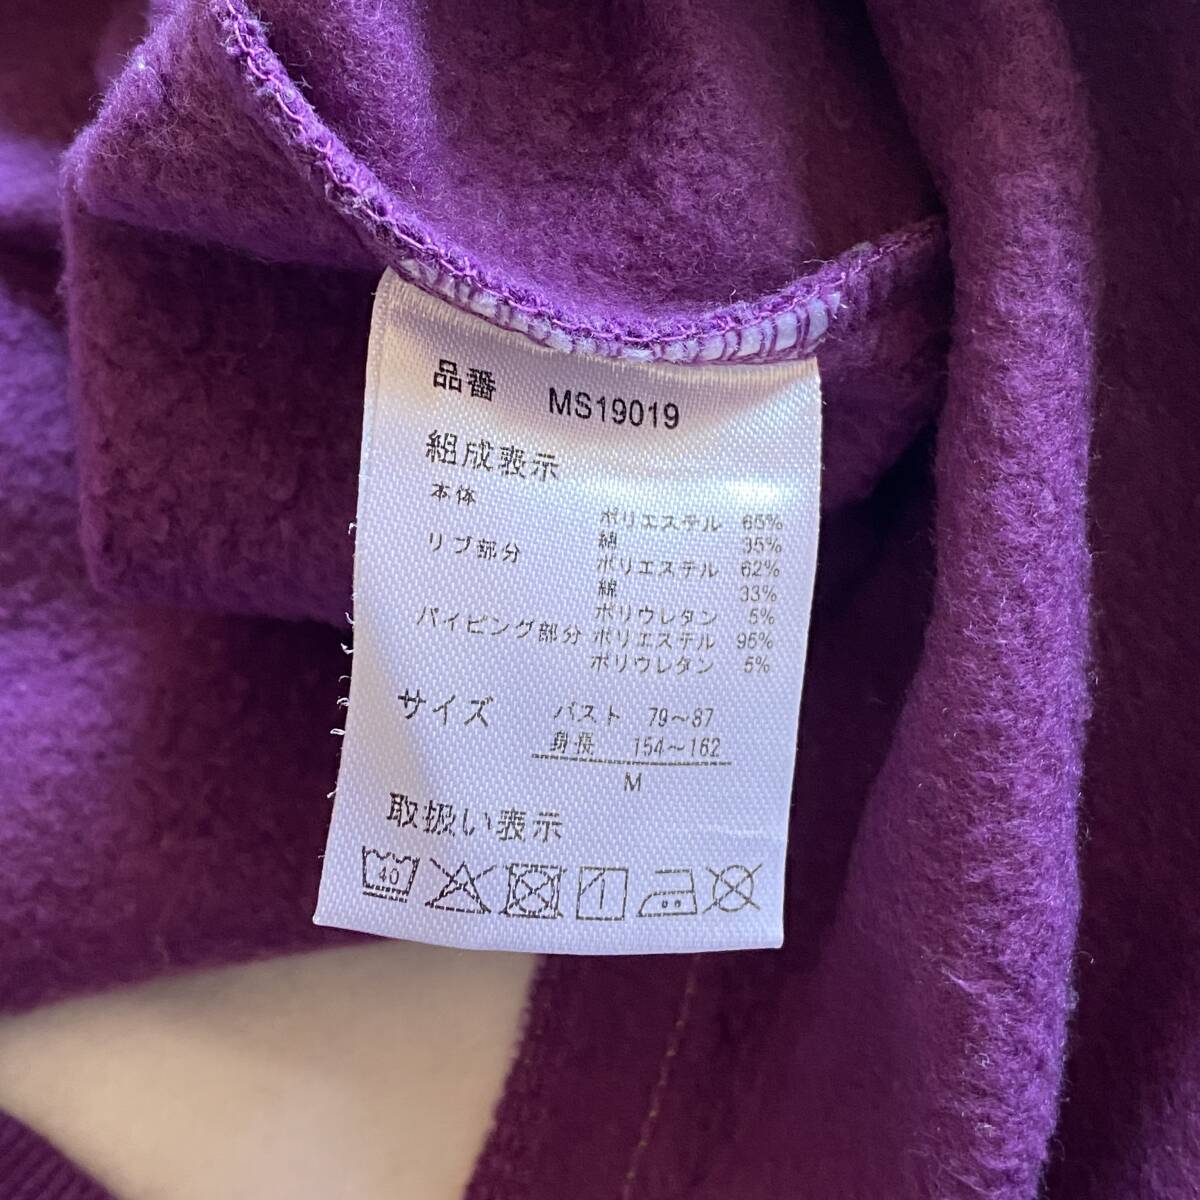 品番 MS19019
組成表示
本体 ポリエステル 65%
綿 35%
リブ部分 ポリエステル 62%
綿 33%
ポリウレタン 5%
パイピング部分 ポリエステル 95%
ポリウレタン 5%
サイズ バスト 79～87
身長 154～162
M
取扱い表示
40